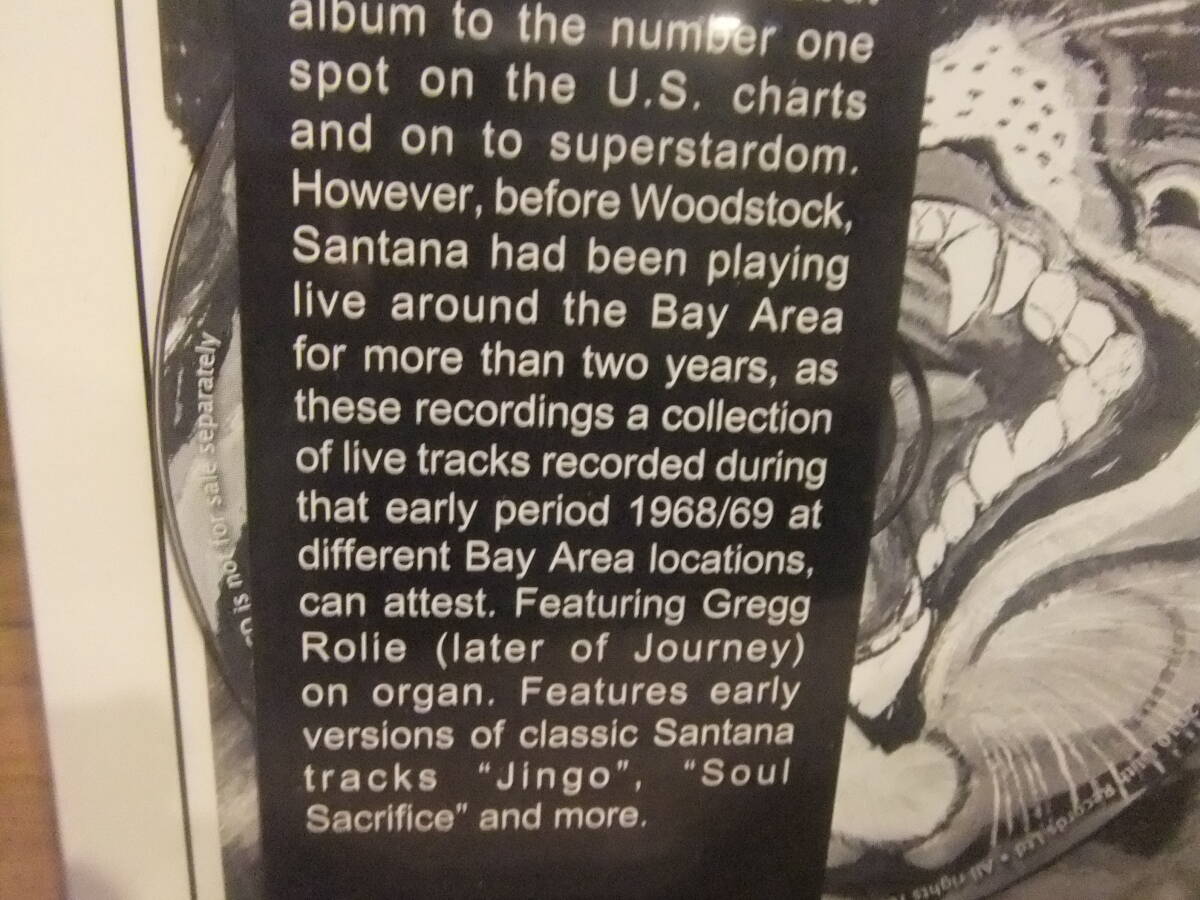 album to the number one
spot on the U.S. charts
and on to superstardom.
However, before Woodstock,
Santana had been playing
live around the Bay Area
for more than two years, as
these recordings a collection
of live tracks recorded during
that early period 1968/69 at
different Bay Area locations,
can attest. Featuring Gregg
Rolie (later of Journey)
on organ. Features early
versions of classic Santana
tracks "Jingo", "Soul
Sacrifice" and more.
is not for sale separately
Records Ltd • All rights